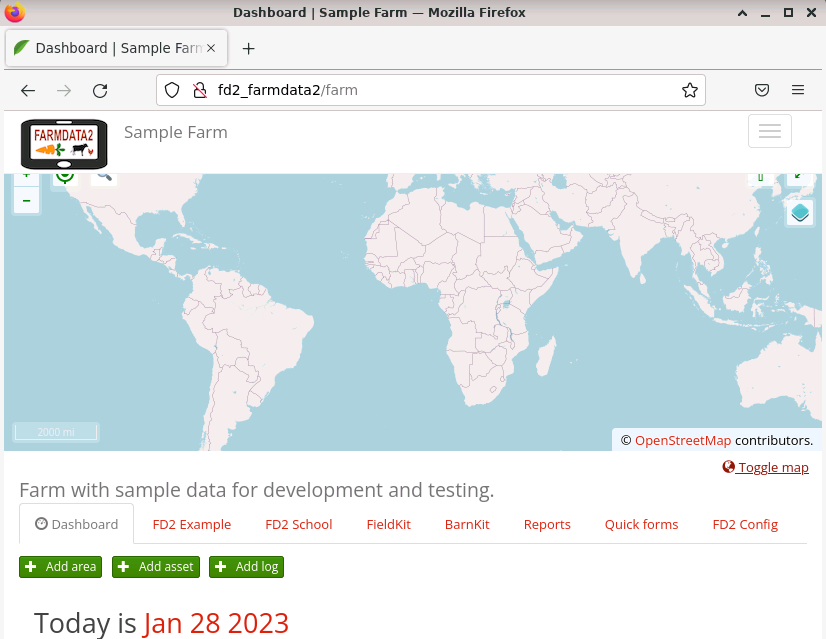 Dashboard | Sample Farm — Mozilla Firefox
Dashboard | Sample Farm
fd2_farmdata2/farm
FARMDATA2
Sample Farm
+
−
2000 mi
© OpenStreetMap contributors.
Toggle map
Farm with sample data for development and testing.
Dashboard FD2 Example FD2 School FieldKit BarnKit Reports Quick forms FD2 Config
+ Add area + Add asset + Add log
Today is Jan 28 2023